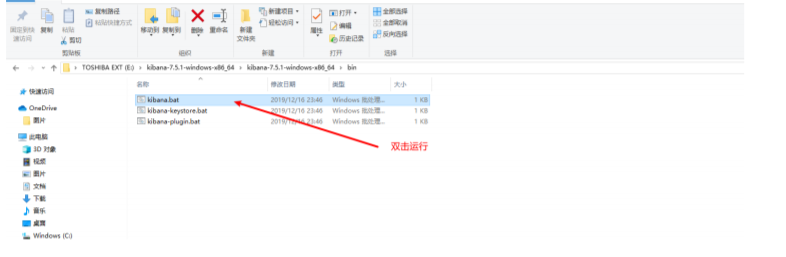 复制路径
粘贴快捷方式
固定到快速访问
复制
粘贴
剪切
移动到
复制到
删除
重命名
新建文件夹
新建项目
轻松访问
属性
打开
编辑
历史记录
全部选择
全部取消
反向选择
剪贴板
组织
新建
打开
选择
TOSHIBA EXT (E:) › kibana-7.5.1-windows-x86_64 › kibana-7.5.1-windows-x86_64 › bin
名称 修改日期 类型 大小
kibana.bat 2019/12/16 23:46 Windows 批处理... 1 KB
kibana-keystore.bat 2019/12/16 23:46 Windows 批处理... 1 KB
kibana-plugin.bat 2019/12/16 23:46 Windows 批处理... 1 KB
双击运行
快速访问
OneDrive
图片
此电脑
3D 对象
视频
图片
文档
下载
音乐
桌面
Windows (C:)